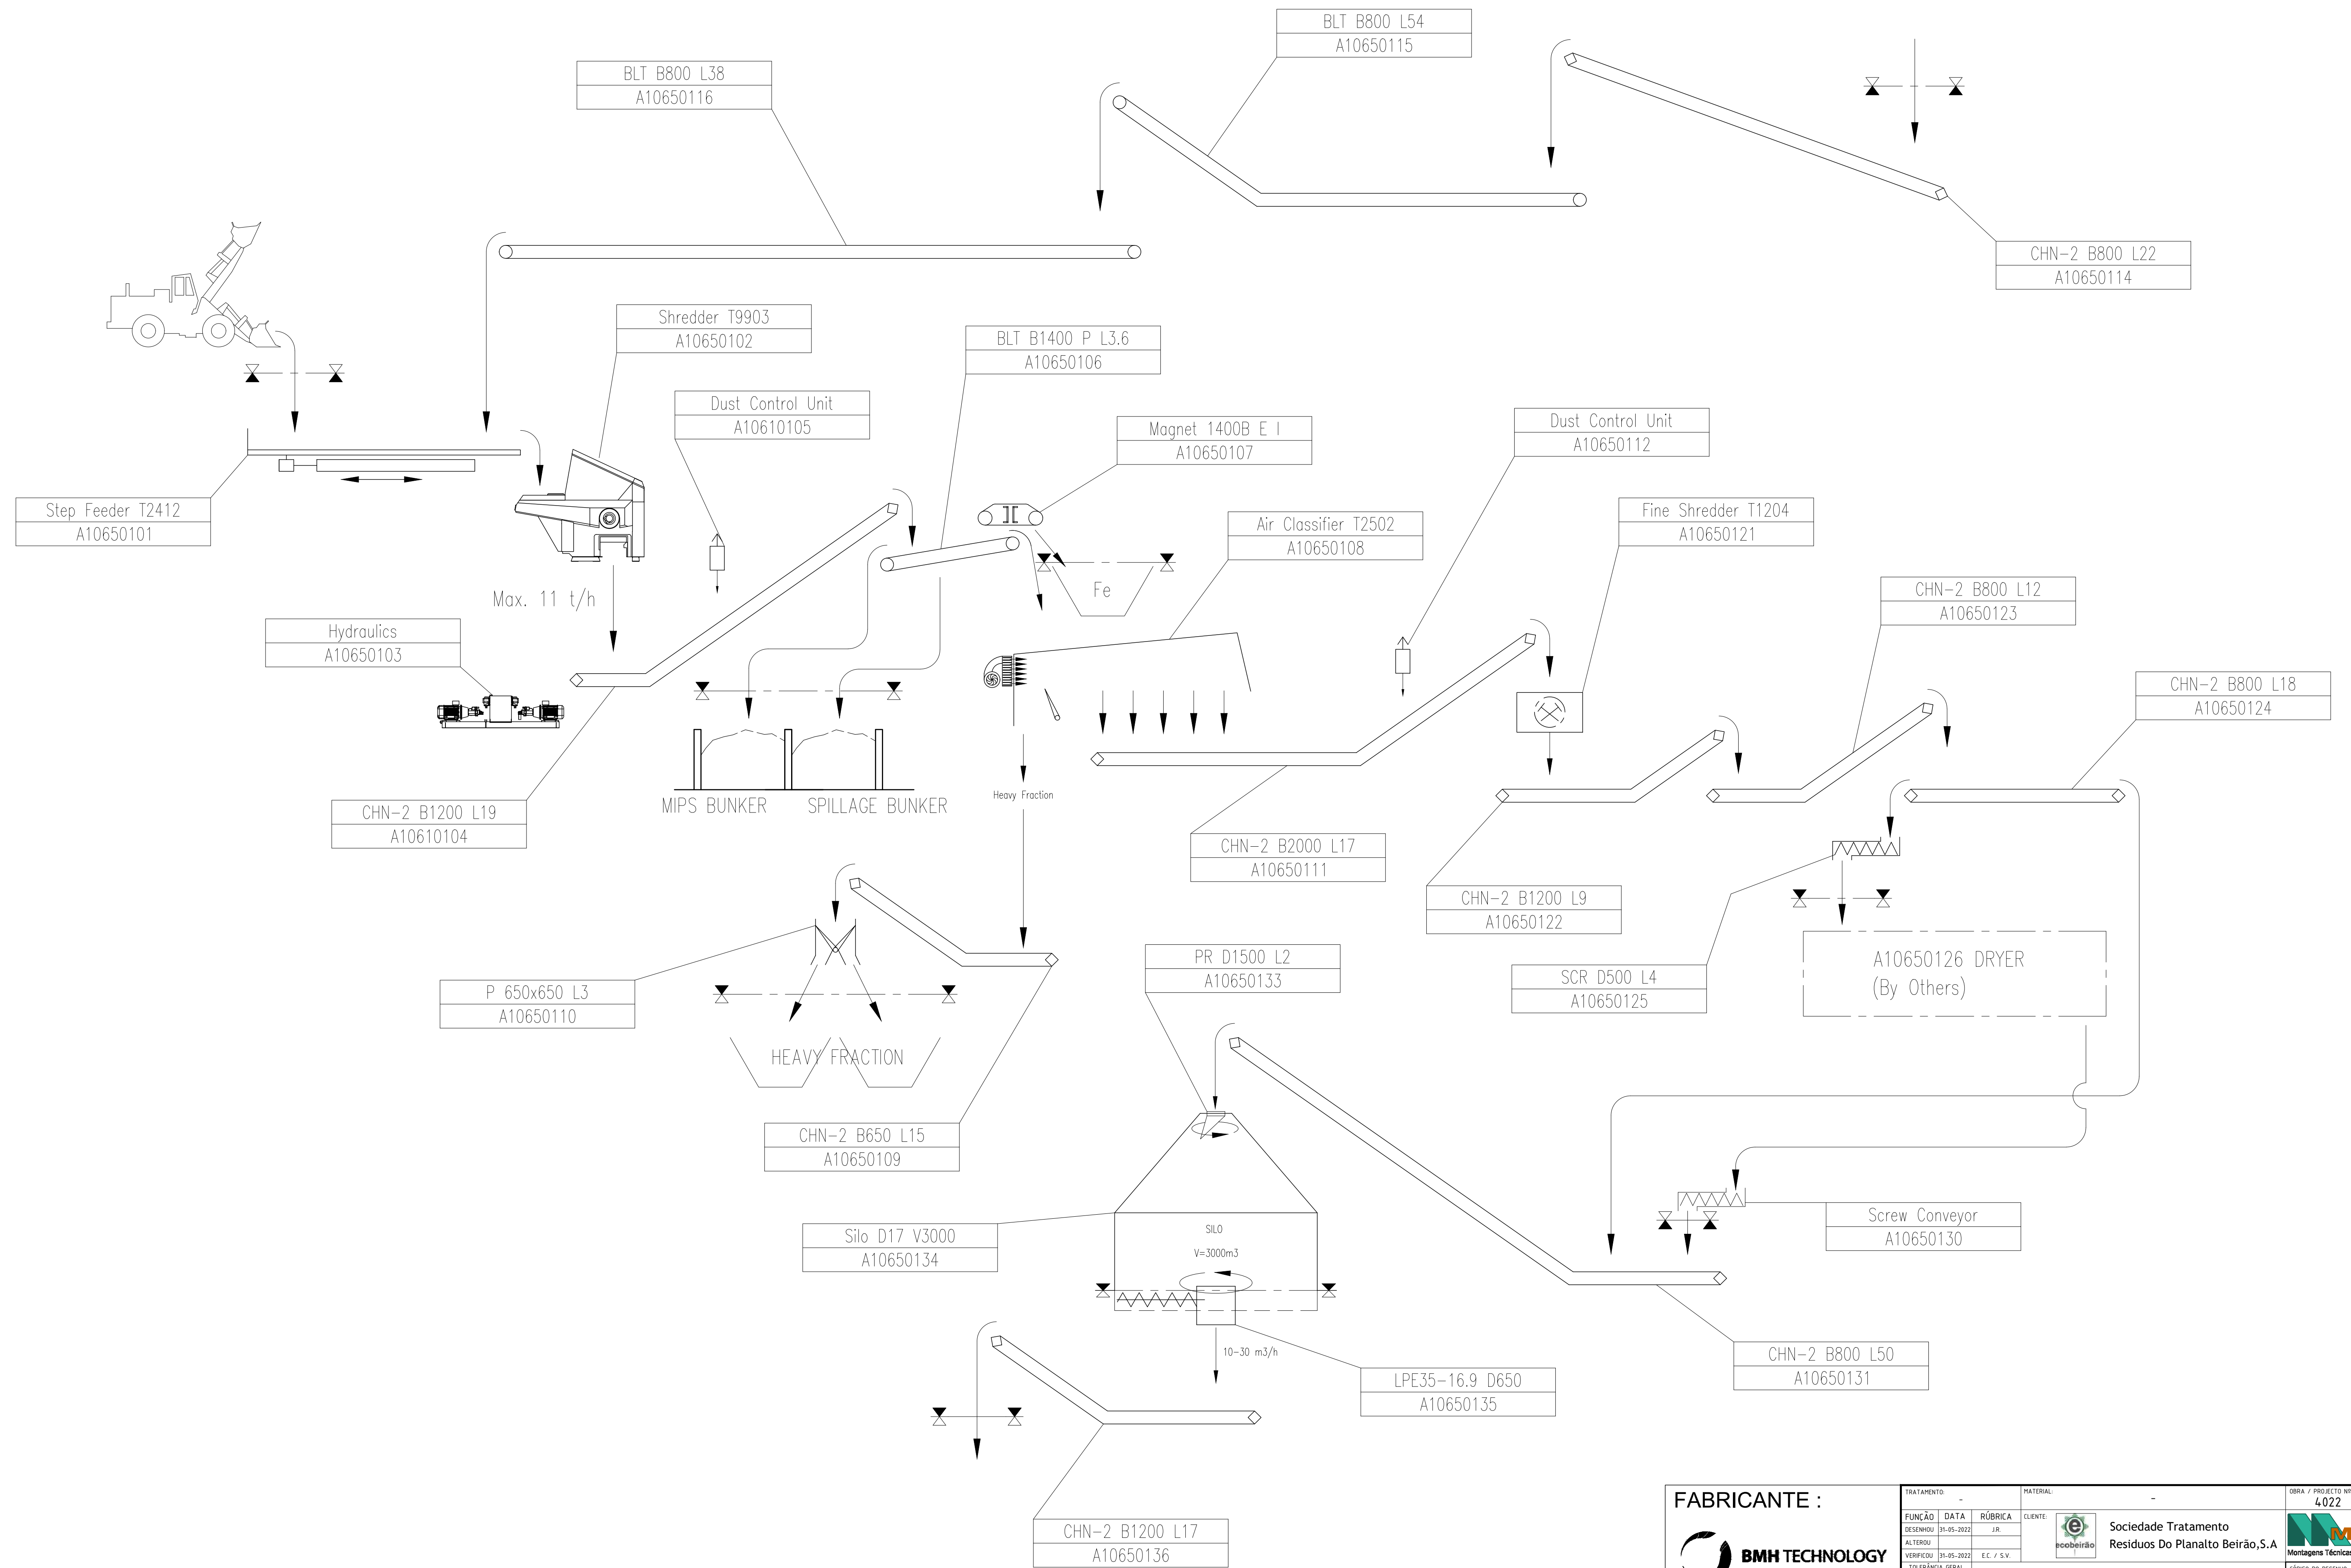 BLT B800 L54
A10650115
BLT B800 L38
A10650116
CHN-2 B800 L22
A10650114
Shredder T9903
A10650102
BLT B1400 P L3.6
A10650106
Dust Control Unit
A10610105
Magnet 1400B E I
A10650107
Dust Control Unit
A10650112
Step Feeder T2412
A10650101
Air Classifier T2502
A10650108
Fine Shredder T1204
A10650121
Max. 11 t/h
Fe
CHN-2 B800 L12
A10650123
Hydraulics
A10650103
CHN-2 B800 L18
A10650124
MIPS BUNKER
SPILLAGE BUNKER
Heavy Fraction
CHN-2 B1200 L19
A10610104
CHN-2 B2000 L17
A10650111
CHN-2 B1200 L9
A10650122
PR D1500 L2
A10650133
SCR D500 L4
A10650125
A10650126 DRYER
(By Others)
P 650x650 L3
A10650110
HEAVY FRACTION
CHN-2 B650 L15
A10650109
Silo D17 V3000
A10650134
SILO
V=3000m3
Screw Conveyor
A10650130
10-30 m3/h
CHN-2 B800 L50
A10650131
LPE35-16.9 D650
A10650135
CHN-2 B1200 L17
A10650136
FABRICANTE :
BMH TECHNOLOGY
TRATAMENTO:
-
MATERIAL:
-
OBRA / PROJECTO Nº
4022
FUNÇÃO DATA RÚBRICA
CLIENTE:
DESENHOU 31-05-2022 J.R.
ALTEROU
VERIFICOU 31-05-2022 E.C. / S.V.
e
ecobeirão
Sociedade Tratamento
Residuos Do Planalto Beirão,S.A
Montagens Técnicas